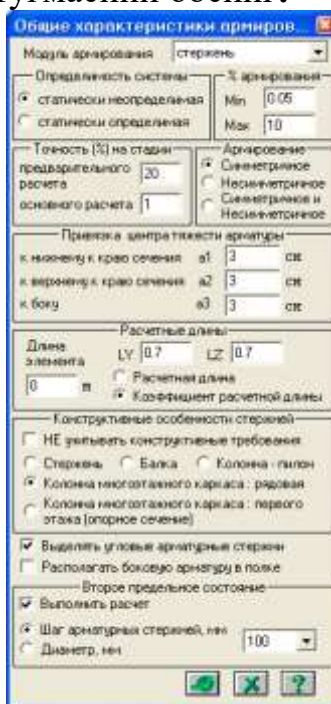 Общие характеристики армиров
Модуль армирования стержень
Определимость системы
% армирования
статически неопределимая
Min 0.05
статически определимая
Max 10
Точность (%) на стадии
Армирование
предварительного расчета 20
Симметричное
Несимметричное
основного расчета 1
Симметричное и Несимметричное
Привязка центра тяжести арматуры
к нижнему к краю сечения a1 3 см
к верхнему к краю сечения a2 3 см
к боку a3 3 см
Расчетные длины
Длина элемента
LY 0.7 LZ 0.7
0 м
Расчетная длина
Коэффициент расчетной длины
Конструктивные особенности стержней
НЕ учитывать конструктивные требования
Стержень Балка Колонна - пилон
Колонна многоэтажного каркаса : рядовая
Колонна многоэтажного каркаса : первого
этажа (опорное сечение)
Выделять угловые арматурные стержни
Располагать боковую арматуру в полке
Второе предельное состояние
Выполнить расчет
Шаг арматурных стержней, мм 100
Диаметр, мм